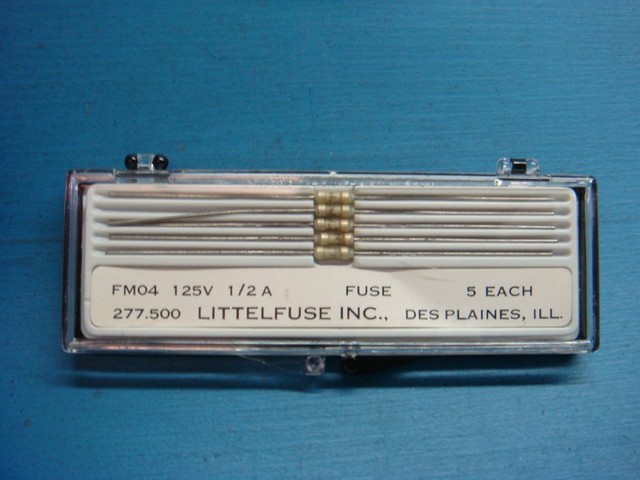 FM04 125V 1/2 A FUSE 5 EACH
277.500 LITTELFUSE INC., DES PLAINES, ILL.